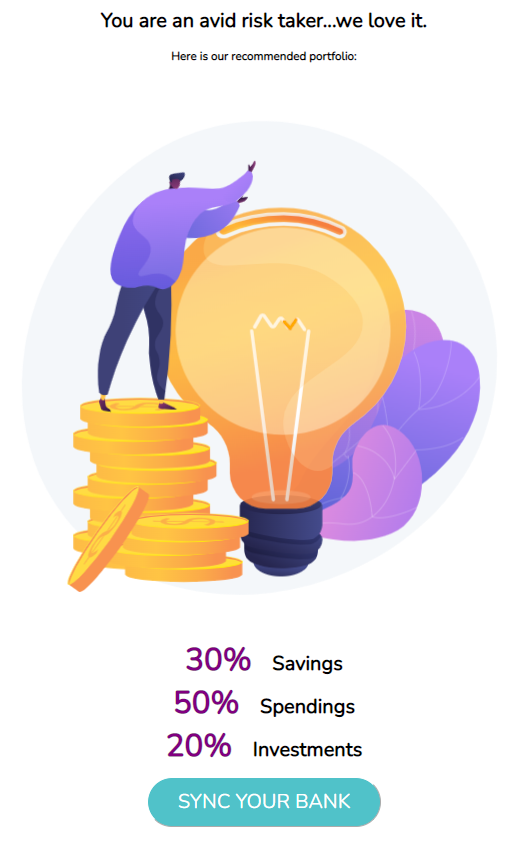 You are an avid risk taker...we love it.
Here is our recommended portfolio:
30% Savings
50% Spendings
20% Investments
SYNC YOUR BANK